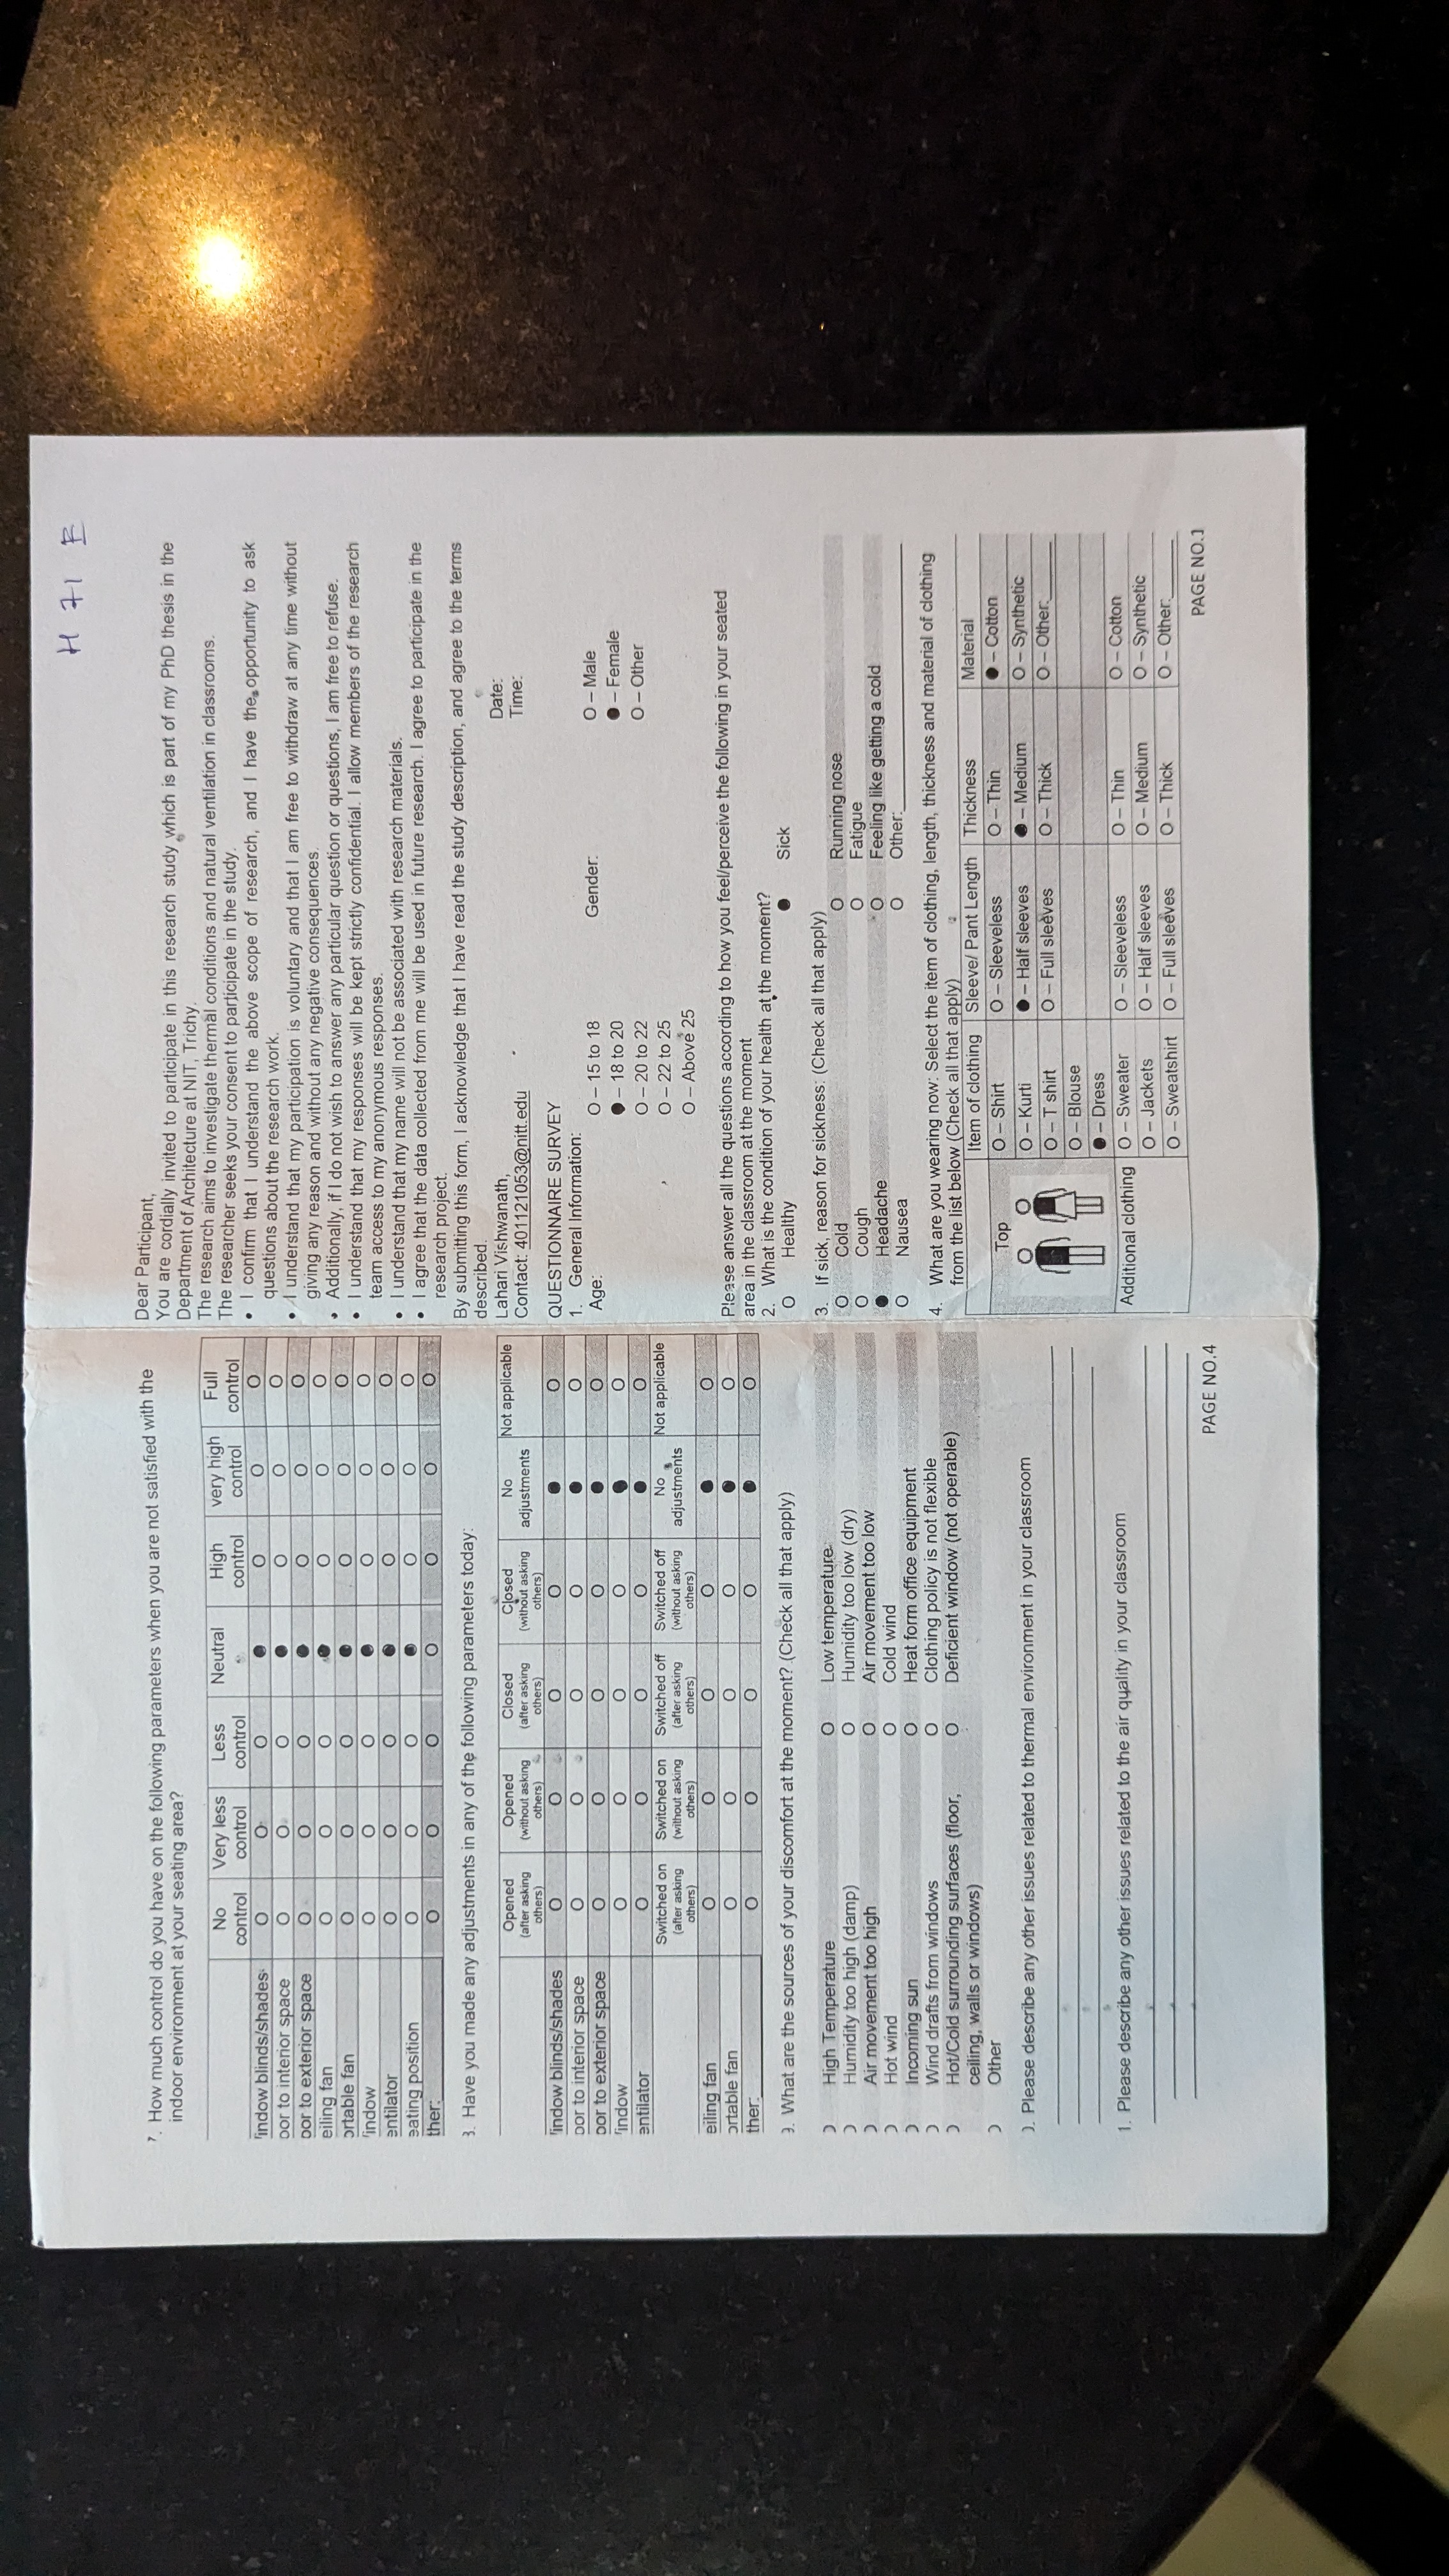 H 71 E
7. How much control do you have on the following parameters when you are not satisfied with the
indoor environment at your seating area?
No control Very less control Less control Neutral High control very high control Full control
indow blinds/shades O O O ● O O O
oor to interior space O O O ● O O O
oor to exterior space O O O ● O O O
eiling fan O O O ● O O O
ortable fan O O O ● O O O
indow O O O ● O O O
entilator O O O ● O O O
eating position O O O ● O O O
ther: O O O O O O O
3. Have you made any adjustments in any of the following parameters today:
Opened (after asking others) Opened (without asking others) Closed (after asking others) Closed (without asking others) No adjustments Not applicable
indow blinds/shades O O O O ● O
oor to interior space O O O O ● O
oor to exterior space O O O O ● O
indow O O O O ● O
entilator O O O O ● O
Switched on (after asking others) Switched on (without asking others) Switched off (after asking others) Switched off (without asking others) No adjustments Not applicable
eiling fan O O O O ● O
ortable fan O O O O ● O
ther: O O O O ● O
9. What are the sources of your discomfort at the moment? (Check all that apply)
High Temperature O Low temperature
Humidity too high (damp) O Humidity too low (dry)
Air movement too high O Air movement too low
Hot wind O Cold wind
Incoming sun O Heat form office equipment
Wind drafts from windows O Clothing policy is not flexible
Hot/Cold surrounding surfaces (floor, O Deficient window (not operable)
ceiling, walls or windows)
Other
). Please describe any other issues related to thermal environment in your classroom
1. Please describe any other issues related to the air quality in your classroom
PAGE NO.4
Dear Participant,
You are cordially invited to participate in this research study which is part of my PhD thesis in the
Department of Architecture at NIT, Trichy.
The research aims to investigate thermal conditions and natural ventilation in classrooms.
The researcher seeks your consent to participate in the study.
• I confirm that I understand the above scope of research, and I have the opportunity to ask
questions about the research work.
• I understand that my participation is voluntary and that I am free to withdraw at any time without
giving any reason and without any negative consequences.
• Additionally, if I do not wish to answer any particular question or questions, I am free to refuse.
• I understand that my responses will be kept strictly confidential. I allow members of the research
team access to my anonymous responses.
• I understand that my name will not be associated with research materials.
• I agree that the data collected from me will be used in future research. I agree to participate in the
research project.
By submitting this form, I acknowledge that I have read the study description, and agree to the terms
described.
Lahari Vishwanath, Date:
Contact: 401121053@nitt.edu Time:
QUESTIONNAIRE SURVEY
1. General Information:
Age: O – 15 to 18 Gender: O – Male
● – 18 to 20 ● – Female
O – 20 to 22 O – Other
O – 22 to 25
O – Above 25
Please answer all the questions according to how you feel/perceive the following in your seated
area in the classroom at the moment
2. What is the condition of your health at the moment?
O Healthy ● Sick
3. If sick, reason for sickness: (Check all that apply)
O Cold O Running nose
O Cough O Fatigue
● Headache O Feeling like getting a cold
O Nausea O Other:
4. What are you wearing now: Select the item of clothing, length, thickness and material of clothing
from the list below (Check all that apply)
Item of clothing Sleeve/ Pant Length Thickness Material
Top O – Shirt O – Sleeveless O – Thin ● – Cotton
O – Kurti ● – Half sleeves ● – Medium O – Synthetic
O – T shirt O – Full sleeves O – Thick O – Other:
O – Blouse
● – Dress
Additional clothing O – Sweater O – Sleeveless O – Thin O – Cotton
O – Jackets O – Half sleeves O – Medium O – Synthetic
O – Sweatshirt O – Full sleeves O – Thick O – Other:
PAGE NO.1